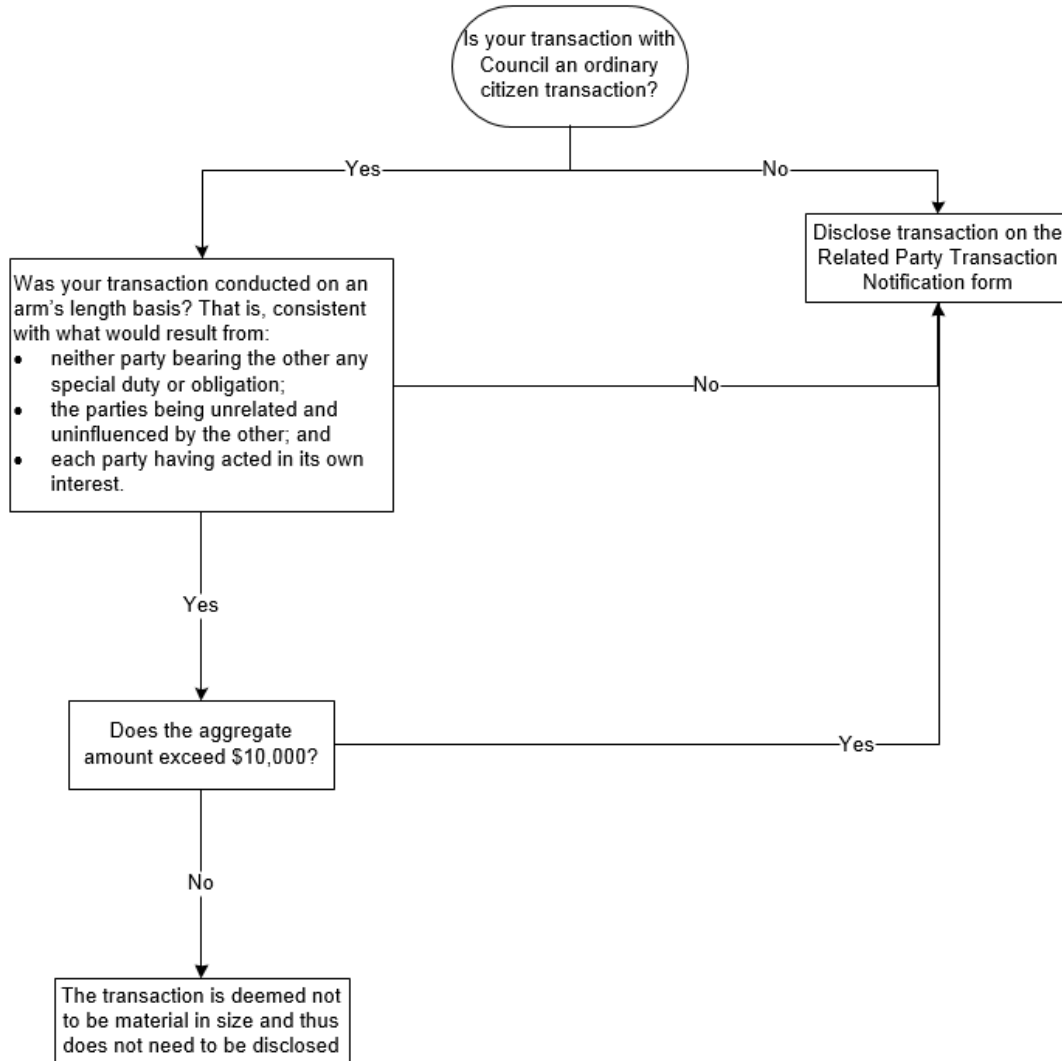 Is your transaction with
Council an ordinary
citizen transaction?
Yes
No
Disclose transaction on the
Related Party Transaction
Notification form
Was your transaction conducted on an
arm's length basis? That is, consistent
with what would result from:
• neither party bearing the other any
special duty or obligation;
• the parties being unrelated and
uninfluenced by the other; and
• each party having acted in its own
interest.
No
Yes
Does the aggregate
amount exceed $10,000?
Yes
No
The transaction is deemed not
to be material in size and thus
does not need to be disclosed